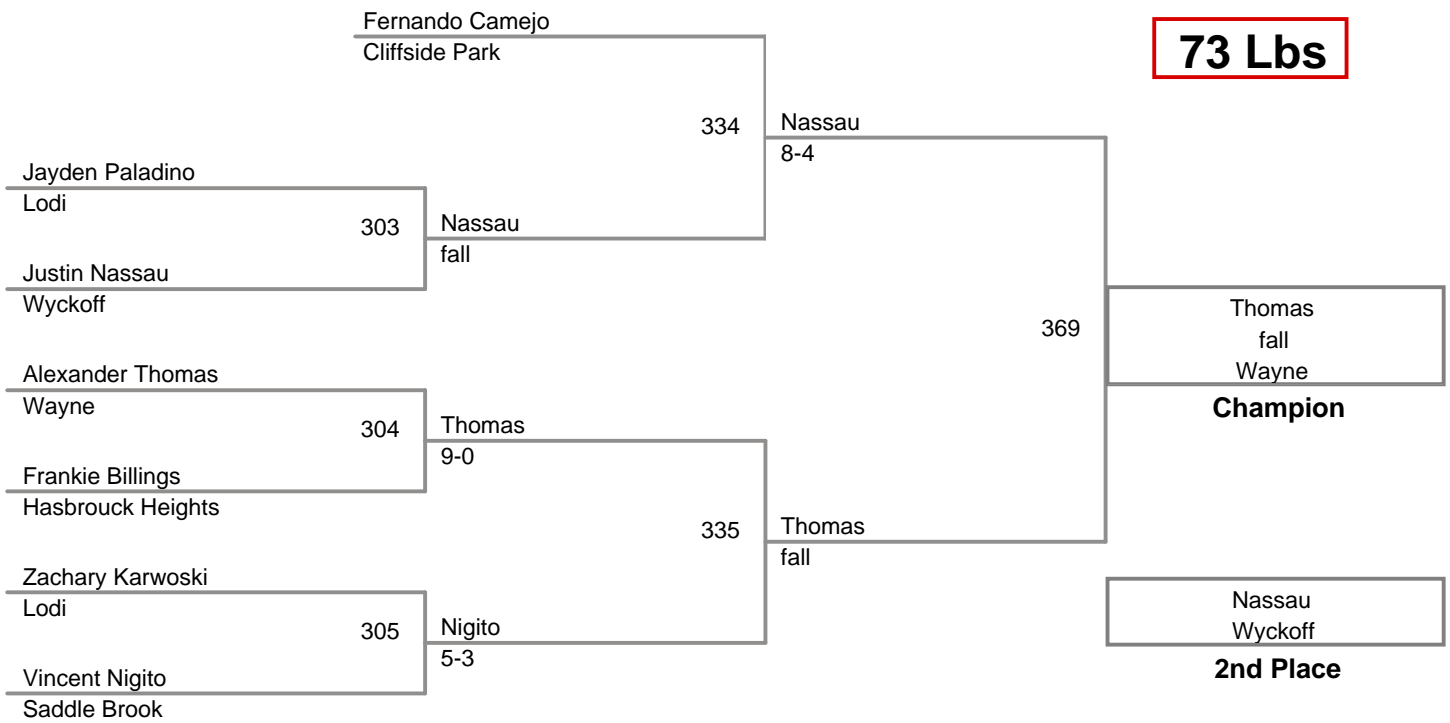 Fernando Camejo
Cliffside Park
73 Lbs
334
Nassau
8-4
Jayden Paladino
Lodi
303
Nassau
fall
Justin Nassau
Wyckoff
369
Thomas
fall
Wayne
Champion
Alexander Thomas
Wayne
304
Thomas
9-0
Frankie Billings
Hasbrouck Heights
335
Thomas
fall
Zachary Karwoski
Lodi
305
Nigito
5-3
Vincent Nigito
Saddle Brook
Nassau
Wyckoff
2nd Place